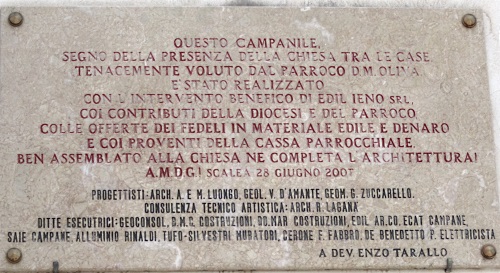 QUESTO CAMPANILE,
SEGNO DELLA PRESENZA DELLA CHIESA TRA LE CASE
TENACEMENTE VOLUTO DAL PARROCO D.M. OLIVA
E' STATO REALIZZATO
CON L'INTERVENTO BENEFICO DI EDIL IENO SRL,
COI CONTRIBUTI DELLA DIOCESI E DEL PARROCO
COLLE OFFERTE DEI FEDELI IN MATERIALE EDILE E DENARO
E COI PROVENTI DELLA CASSA PARROCCHIALE.
BEN ASSEMBLATO ALLA CHIESA NE COMPLETA L'ARCHITETTURA!
A.M.D.G.! SCALEA 28 GIUGNO 2007
PROGETTISTI: ARCH. A. E M. LUONGO, GEOL. V. D'AMANTE, GEOM. G. ZUCCARELLO.
CONSULENZA TECNICO ARTISTICA: ARCH. R. LAGANA'
DITTE ESECUTRICI: GEOCONSOL, D.M.C. COSTRUZIONI, DO.MAR COSTRUZIONI, EDIL AR.CO. ECAT CAMPANE,
SAIE CAMPANE, ALLUMINIO RINALDI, TUFO-SILVESTRI MURATORI, CERONE F. FABBRO, DE BENEDETTO P. ELETTRICISTA
A DEV. ENZO TARALLO